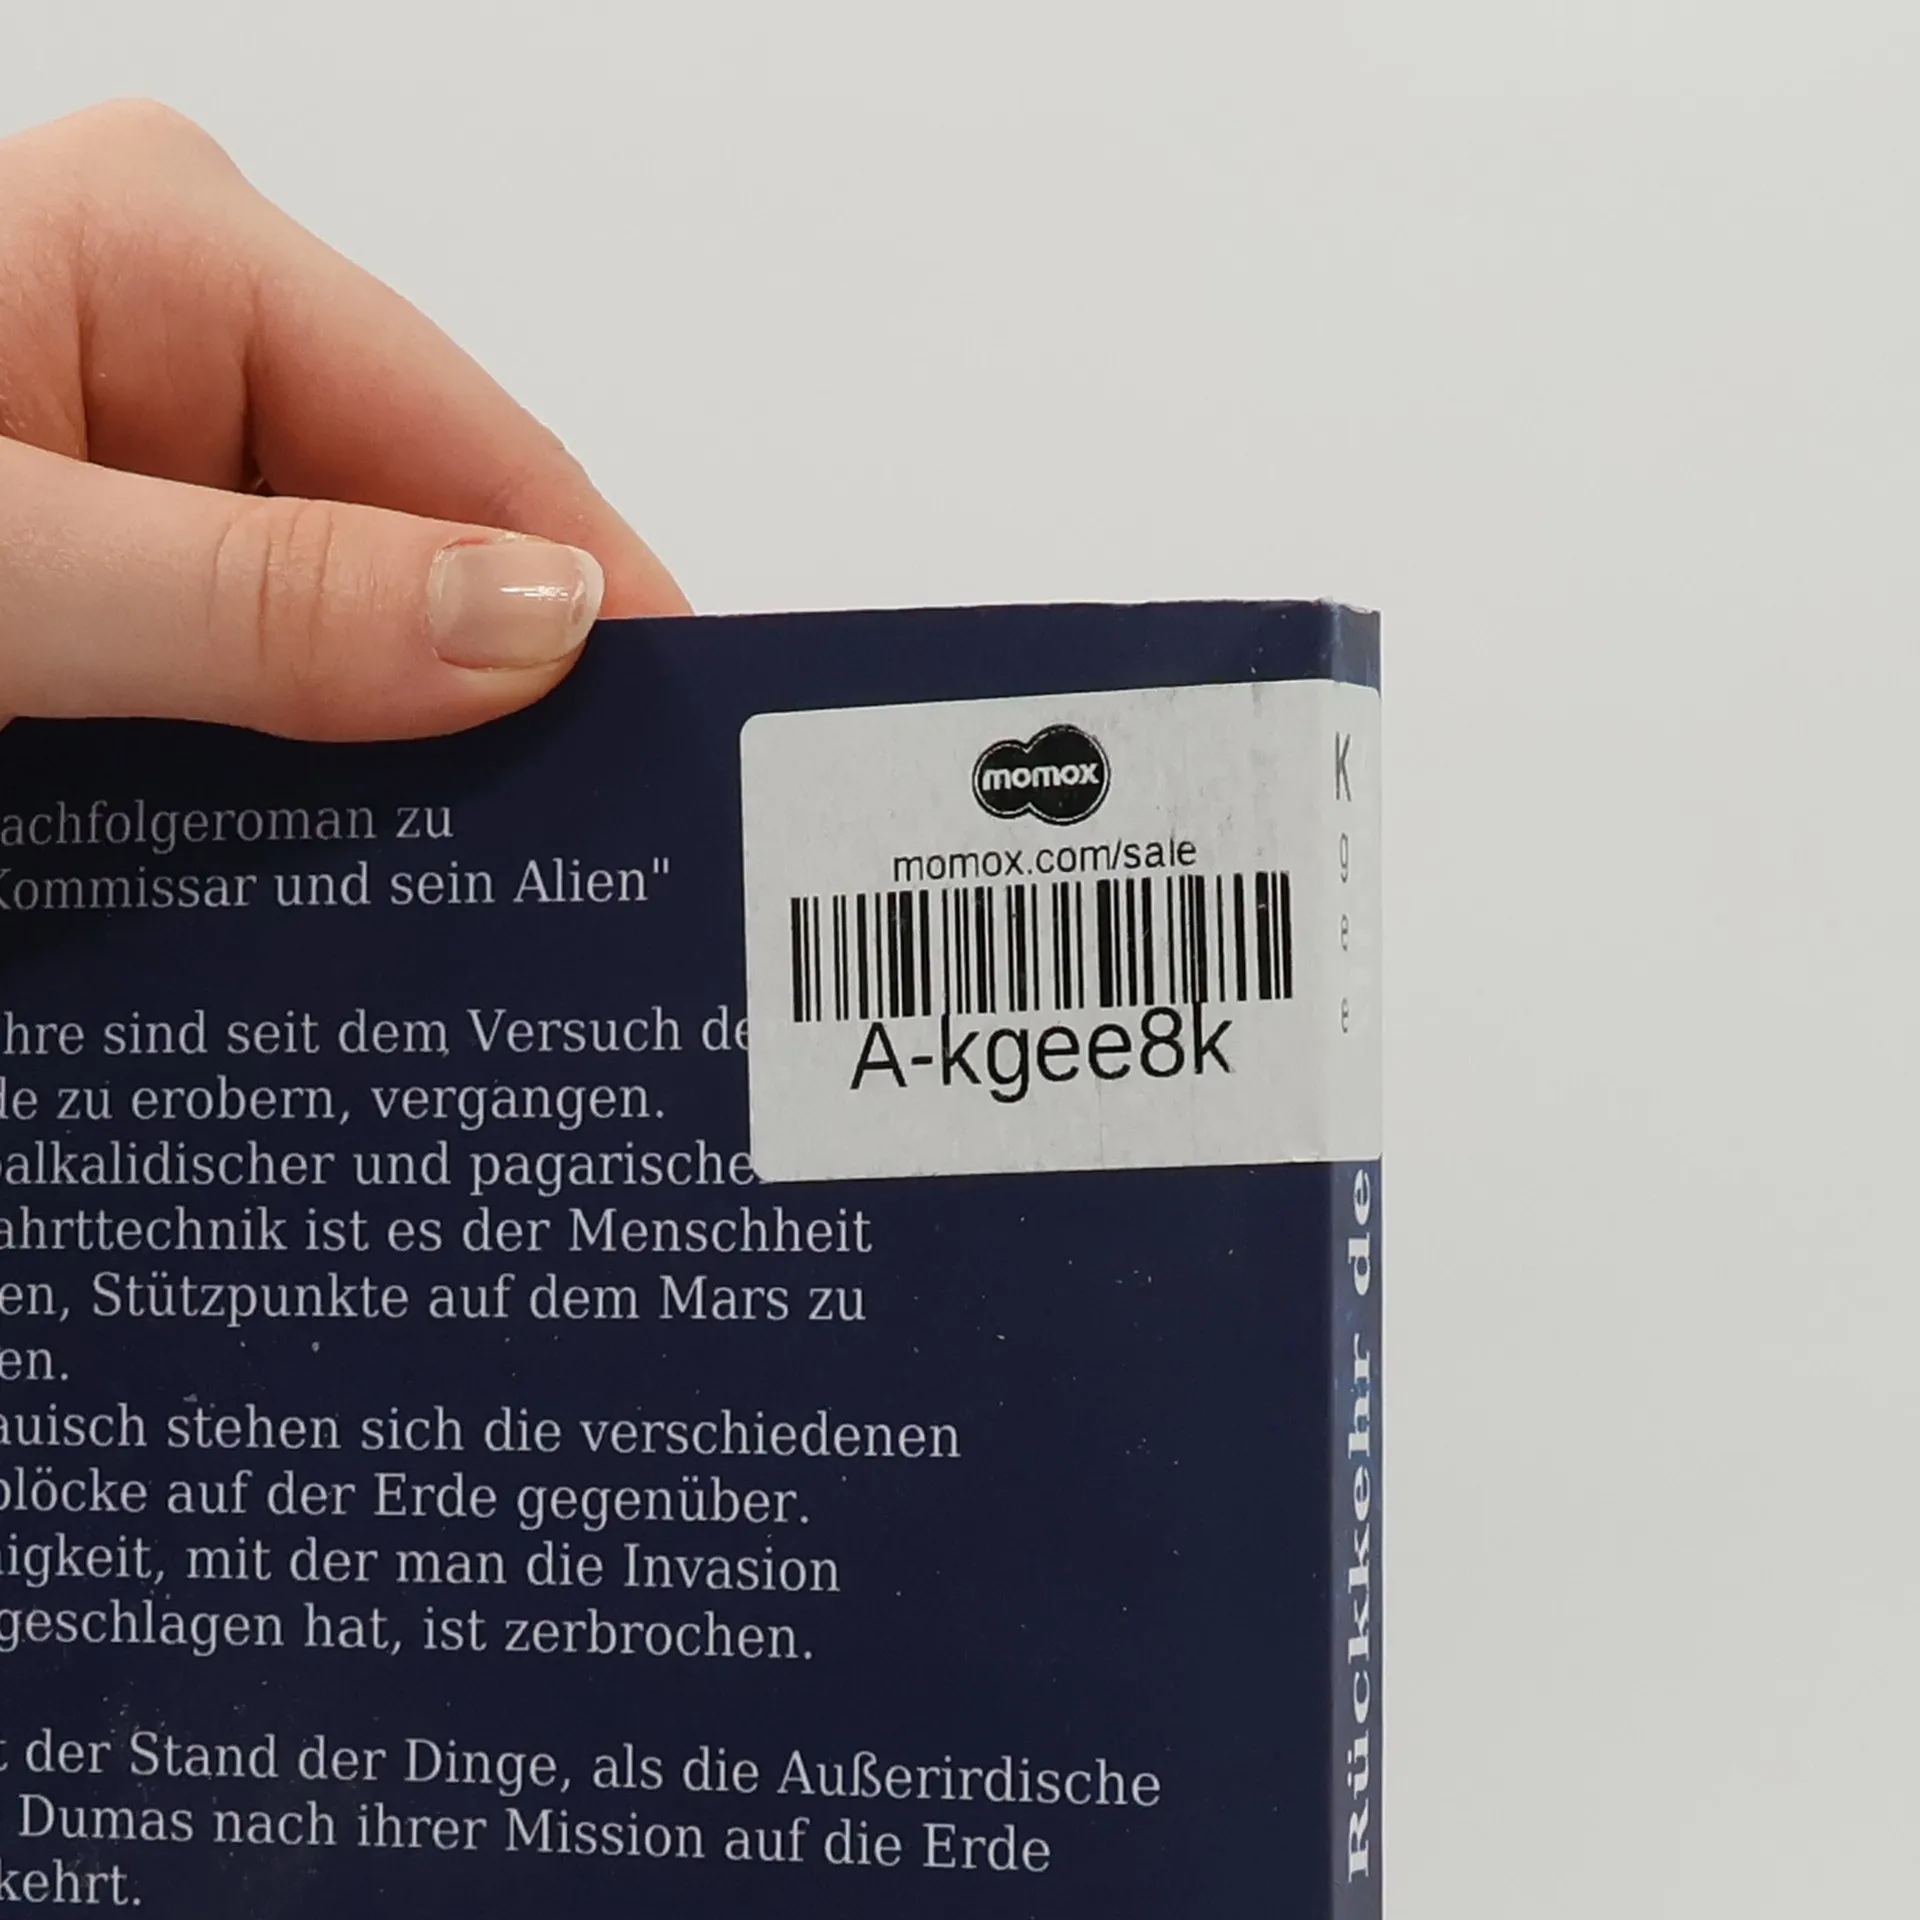 achfolgeroman zu
Kommissar und sein Alien"
hre sind seit dem Versuch de
de zu erobern, vergangen.
balkalidischer und pagarische
ahrttechnik ist es der Menschheit
en, Stützpunkte auf dem Mars zu
en.
auisch stehen sich die verschiedenen
blöcke auf der Erde gegenüber.
igkeit, mit der man die Invasion
geschlagen hat, ist zerbrochen.
t der Stand der Dinge, als die Außerirdische
Dumas nach ihrer Mission auf die Erde
kehrt.
momox
momox.com/sale
A-kgee8k
K
g
e
e
Rückkehr de